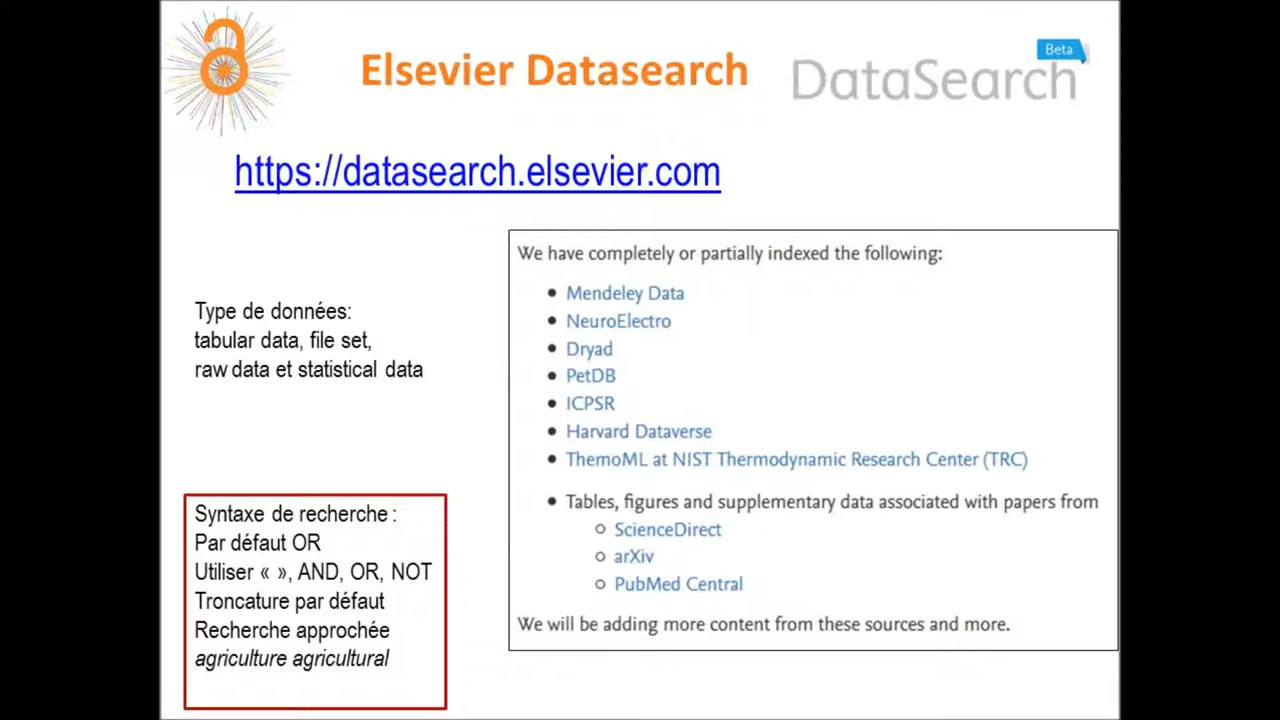 Elsevier Datasearch
Beta
DataSearch
https://datasearch.elsevier.com
We have completely or partially indexed the following:
• Mendeley Data
• NeuroElectro
• Dryad
• PetDB
• ICPSR
• Harvard Dataverse
• ThemoML at NIST Thermodynamic Research Center (TRC)
• Tables, figures and supplementary data associated with papers from
○ ScienceDirect
○ arXiv
○ PubMed Central
We will be adding more content from these sources and more.
Type de données:
tabular data, file set,
raw data et statistical data
Syntaxe de recherche :
Par défaut OR
Utiliser « », AND, OR, NOT
Troncature par défaut
Recherche approchée
agriculture agricultural